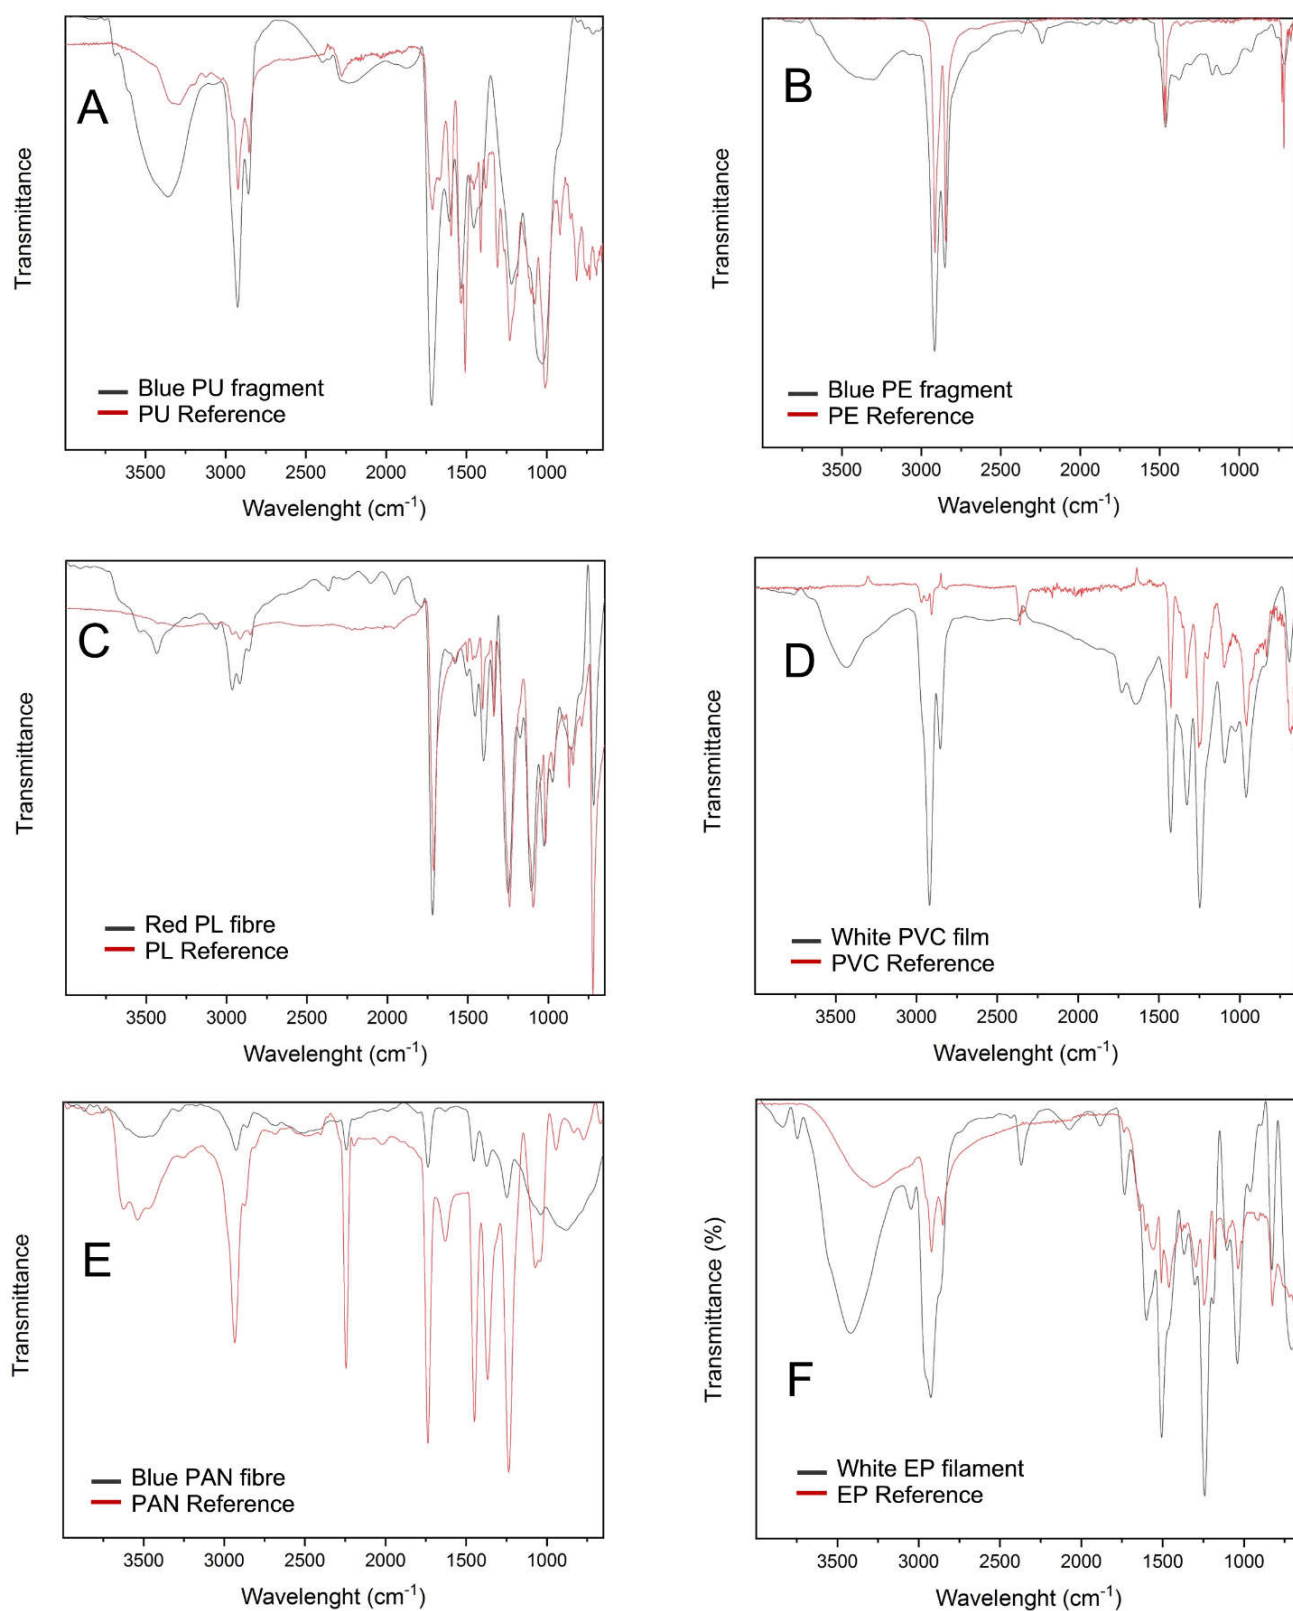 A
Transmittance
Blue PU fragment
PU Reference
3500 3000 2500 2000 1500 1000
Wavelenght (cm-1)
B
Transmittance
Blue PE fragment
PE Reference
3500 3000 2500 2000 1500 1000
Wavelenght (cm-1)
C
Transmittance
Red PL fibre
PL Reference
3500 3000 2500 2000 1500 1000
Wavelenght (cm-1)
D
Transmittance
White PVC film
PVC Reference
3500 3000 2500 2000 1500 1000
Wavelenght (cm-1)
E
Transmittance
Blue PAN fibre
PAN Reference
3500 3000 2500 2000 1500 1000
Wavelenght (cm-1)
F
Transmittance (%)
White EP filament
EP Reference
3500 3000 2500 2000 1500 1000
Wavelenght (cm-1)